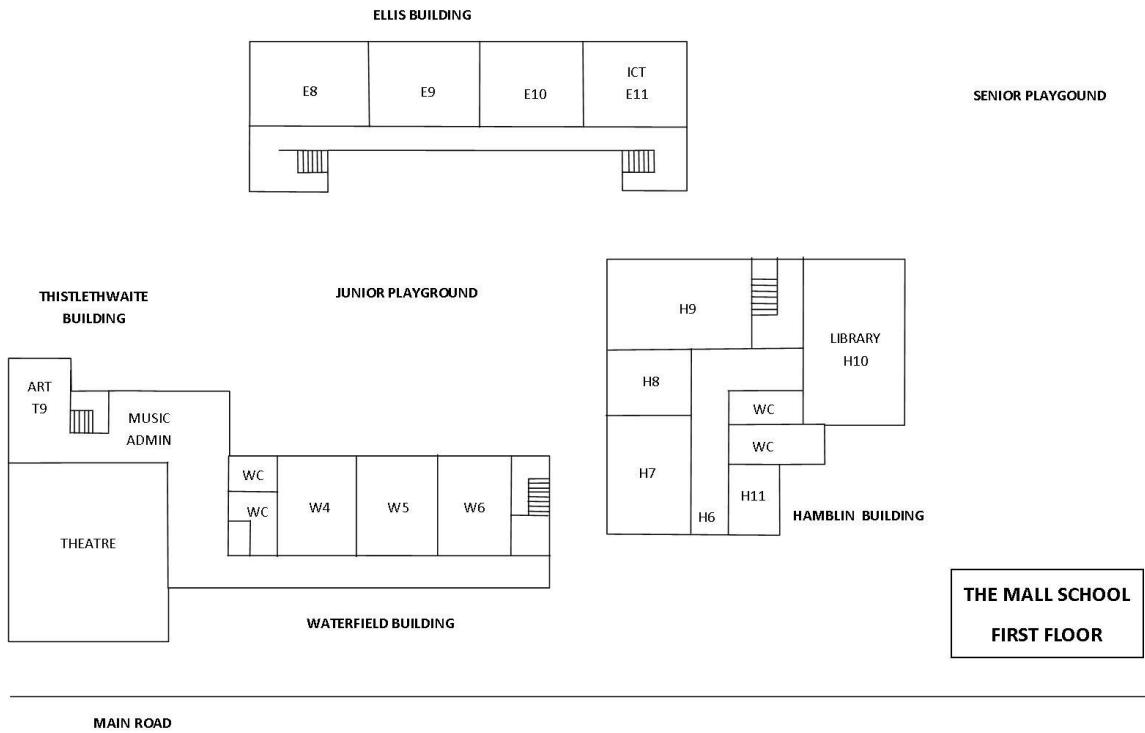 ELLIS BUILDING
E8
E9
E10
ICT
E11
SENIOR PLAYGOUND
THISTLETHWAITE
BUILDING
JUNIOR PLAYGROUND
H9
LIBRARY
H10
H8
WC
WC
H7
H11
H6
HAMBLIN BUILDING
ART
T9
MUSIC
ADMIN
WC
WC
W4
W5
W6
THEATRE
WATERFIELD BUILDING
THE MALL SCHOOL
FIRST FLOOR
MAIN ROAD